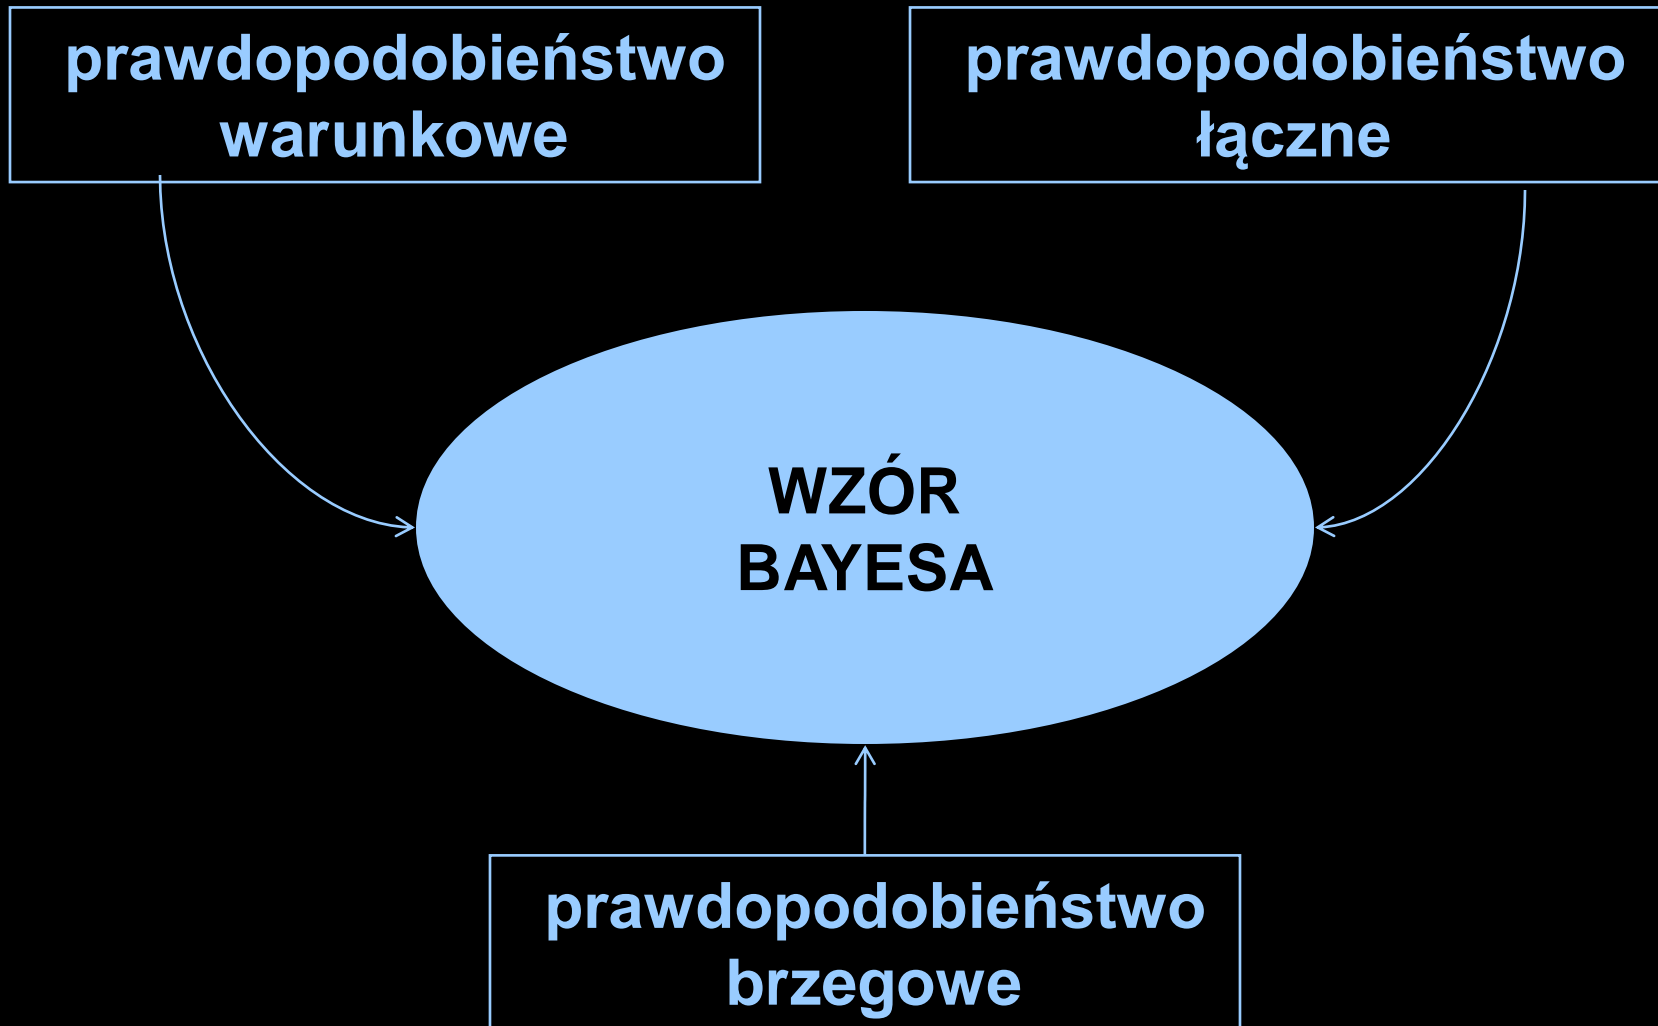 prawdopodobieństwo
warunkowe
prawdopodobieństwo
łączne
WZÓR
BAYESA
prawdopodobieństwo
brzegowe